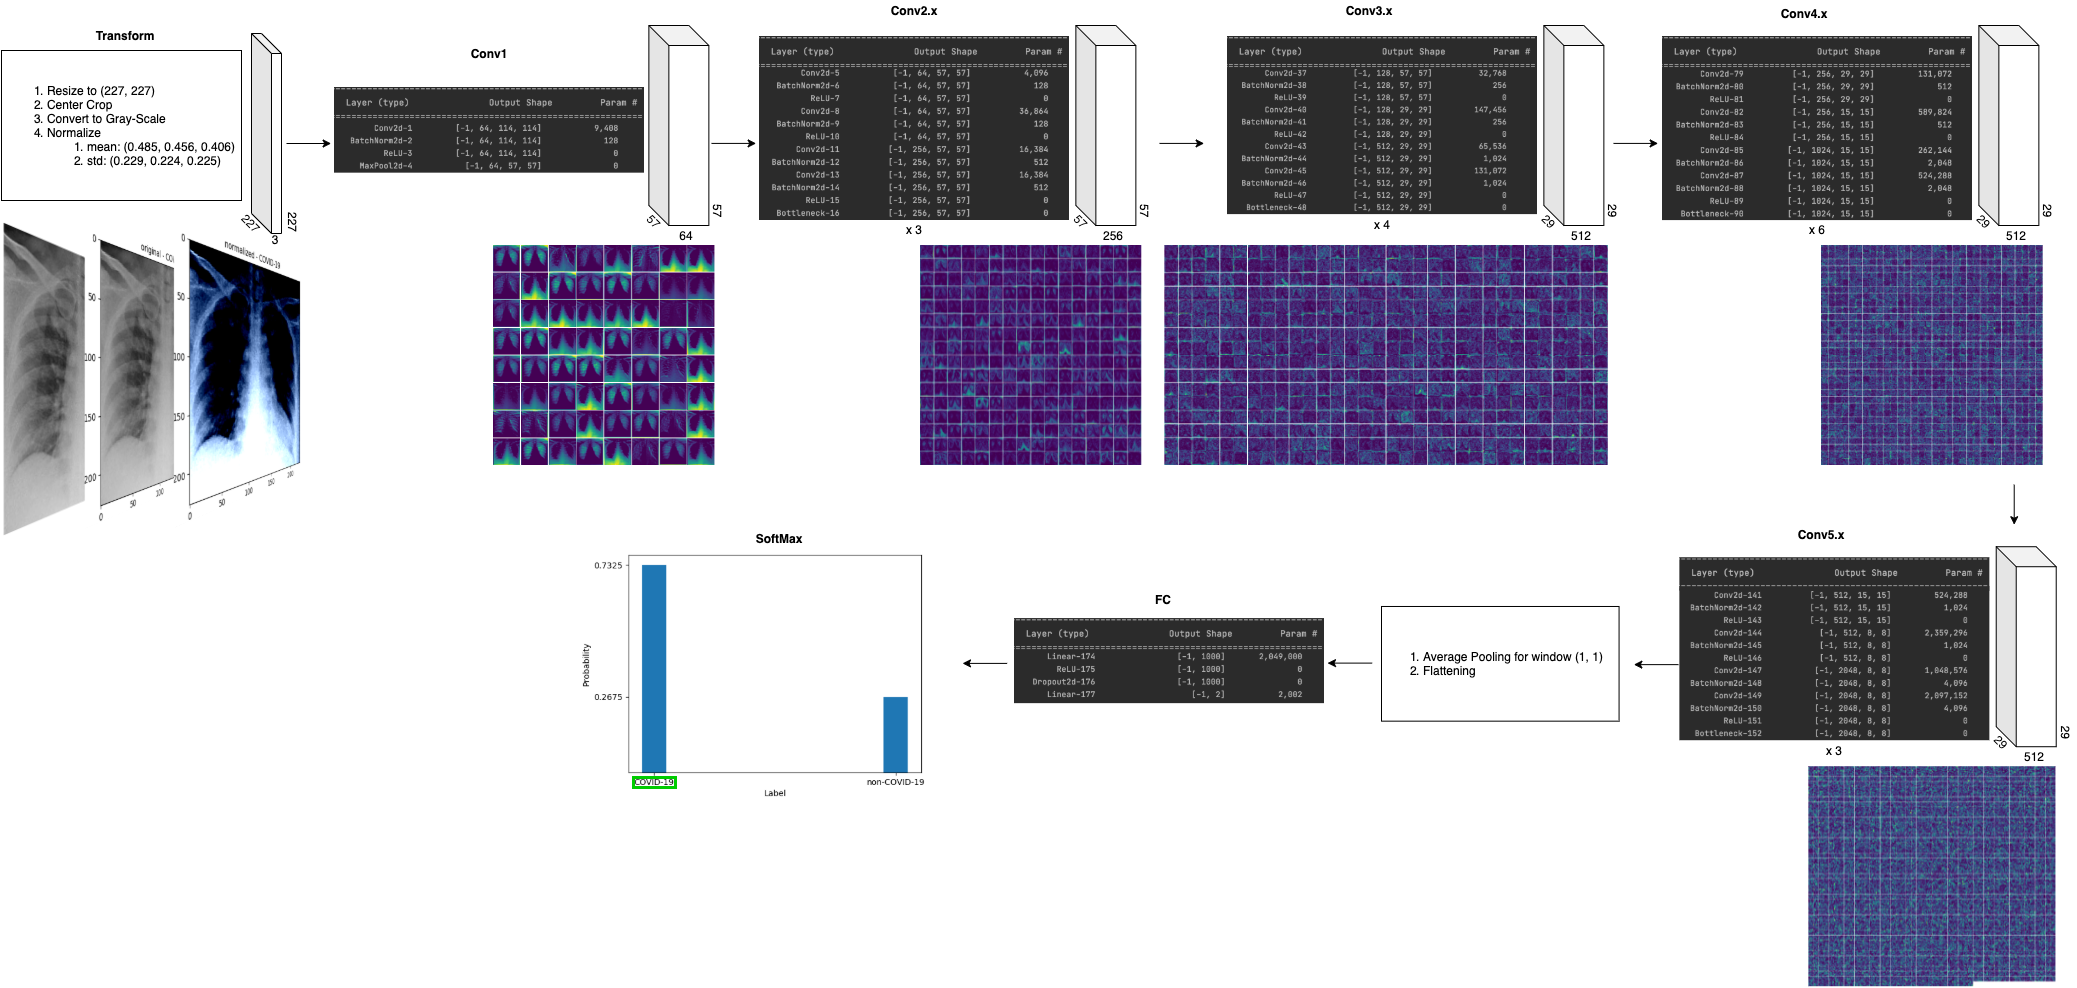 Transform
1. Resize to (227, 227)
2. Center Crop
3. Convert to Gray-Scale
4. Normalize
1. mean: (0.485, 0.456, 0.406)
2. std: (0.229, 0.224, 0.225)
227
3
227
0
50
100
150
200
0
50
100
original - CO
0
50
100
150
200
0
50
100
150
200
normalized - COVID-19
Conv1
Layer (type) Output Shape Param #
Conv2d-1 [-1, 64, 114, 114] 9,408
BatchNorm2d-2 [-1, 64, 114, 114] 128
ReLU-3 [-1, 64, 114, 114] 0
MaxPool2d-4 [-1, 64, 57, 57] 0
57
57
64
Conv2.x
Layer (type) Output Shape Param #
Conv2d-5 [-1, 64, 57, 57] 4,096
BatchNorm2d-6 [-1, 64, 57, 57] 128
ReLU-7 [-1, 64, 57, 57] 0
Conv2d-8 [-1, 64, 57, 57] 36,864
BatchNorm2d-9 [-1, 64, 57, 57] 128
ReLU-10 [-1, 64, 57, 57] 0
Conv2d-11 [-1, 256, 57, 57] 16,384
BatchNorm2d-12 [-1, 256, 57, 57] 512
Conv2d-13 [-1, 256, 57, 57] 16,384
BatchNorm2d-14 [-1, 256, 57, 57] 512
ReLU-15 [-1, 256, 57, 57] 0
Bottleneck-16 [-1, 256, 57, 57] 0
x 3
57
57
256
Conv3.x
Layer (type) Output Shape Param #
Conv2d-37 [-1, 128, 57, 57] 32,768
BatchNorm2d-38 [-1, 128, 57, 57] 256
ReLU-39 [-1, 128, 57, 57] 0
Conv2d-40 [-1, 128, 29, 29] 147,456
BatchNorm2d-41 [-1, 128, 29, 29] 256
ReLU-42 [-1, 128, 29, 29] 0
Conv2d-43 [-1, 512, 29, 29] 65,536
BatchNorm2d-44 [-1, 512, 29, 29] 1,024
Conv2d-45 [-1, 512, 29, 29] 131,072
BatchNorm2d-46 [-1, 512, 29, 29] 1,024
ReLU-47 [-1, 512, 29, 29] 0
Bottleneck-48 [-1, 512, 29, 29] 0
x 4
29
29
512
Conv4.x
Layer (type) Output Shape Param #
Conv2d-79 [-1, 256, 29, 29] 131,072
BatchNorm2d-80 [-1, 256, 29, 29] 512
ReLU-81 [-1, 256, 29, 29] 0
Conv2d-82 [-1, 256, 15, 15] 589,824
BatchNorm2d-83 [-1, 256, 15, 15] 512
ReLU-84 [-1, 256, 15, 15] 0
Conv2d-85 [-1, 1024, 15, 15] 262,144
BatchNorm2d-86 [-1, 1024, 15, 15] 2,048
Conv2d-87 [-1, 1024, 15, 15] 524,288
BatchNorm2d-88 [-1, 1024, 15, 15] 2,048
ReLU-89 [-1, 1024, 15, 15] 0
Bottleneck-90 [-1, 1024, 15, 15] 0
x 6
29
29
512
Conv5.x
Layer (type) Output Shape Param #
Conv2d-141 [-1, 512, 15, 15] 524,288
BatchNorm2d-142 [-1, 512, 15, 15] 1,024
ReLU-143 [-1, 512, 15, 15] 0
Conv2d-144 [-1, 512, 8, 8] 2,359,296
BatchNorm2d-145 [-1, 512, 8, 8] 1,024
ReLU-146 [-1, 512, 8, 8] 0
Conv2d-147 [-1, 2048, 8, 8] 1,048,576
BatchNorm2d-148 [-1, 2048, 8, 8] 4,096
Conv2d-149 [-1, 2048, 8, 8] 2,097,152
BatchNorm2d-150 [-1, 2048, 8, 8] 4,096
ReLU-151 [-1, 2048, 8, 8] 0
Bottleneck-152 [-1, 2048, 8, 8] 0
x 3
29
29
512
1. Average Pooling for window (1, 1)
2. Flattening
FC
Layer (type) Output Shape Param #
Linear-174 [-1, 1000] 2,049,000
ReLU-175 [-1, 1000] 0
Dropout2d-176 [-1, 1000] 0
Linear-177 [-1, 2] 2,002
SoftMax
0.7325
0.2675
Probability
COVID-19
non-COVID-19
Label